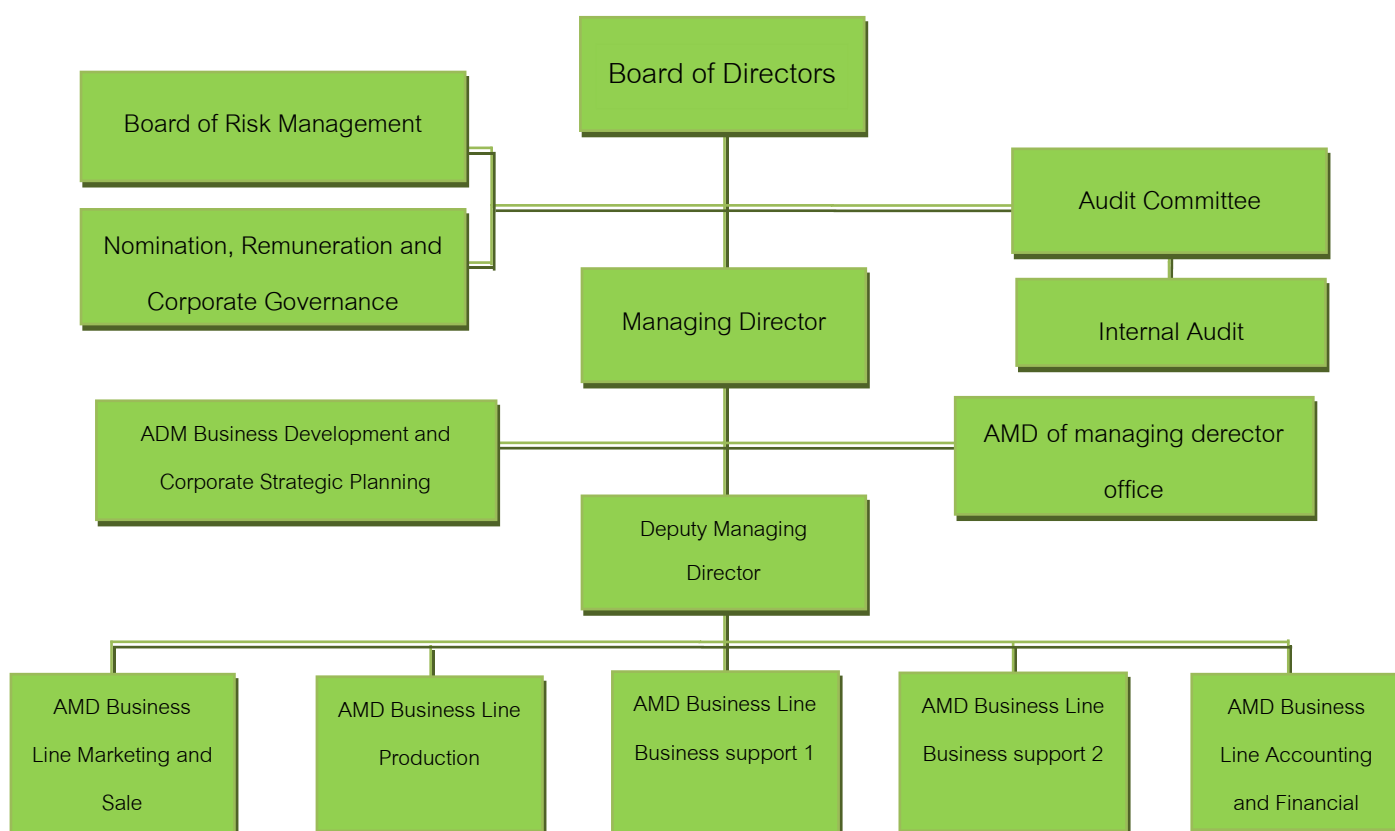 Board of Directors
Board of Risk Management
Audit Committee
Nomination, Remuneration and
Corporate Governance
Managing Director
Internal Audit
ADM Business Development and
Corporate Strategic Planning
AMD of managing derector
office
Deputy Managing
Director
AMD Business
Line Marketing and
Sale
AMD Business Line
Production
AMD Business Line
Business support 1
AMD Business Line
Business support 2
AMD Business
Line Accounting
and Financial